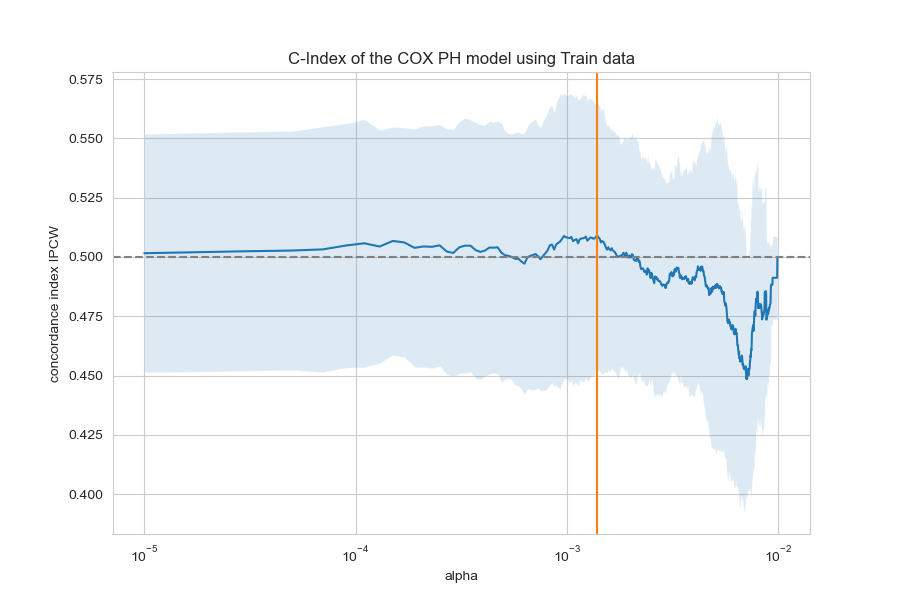 C-Index of the COX PH model using Train data
concordance index IPCW
0.575
0.550
0.525
0.500
0.475
0.450
0.425
0.400
10⁻⁵ 10⁻⁴ 10⁻³ 10⁻²
alpha